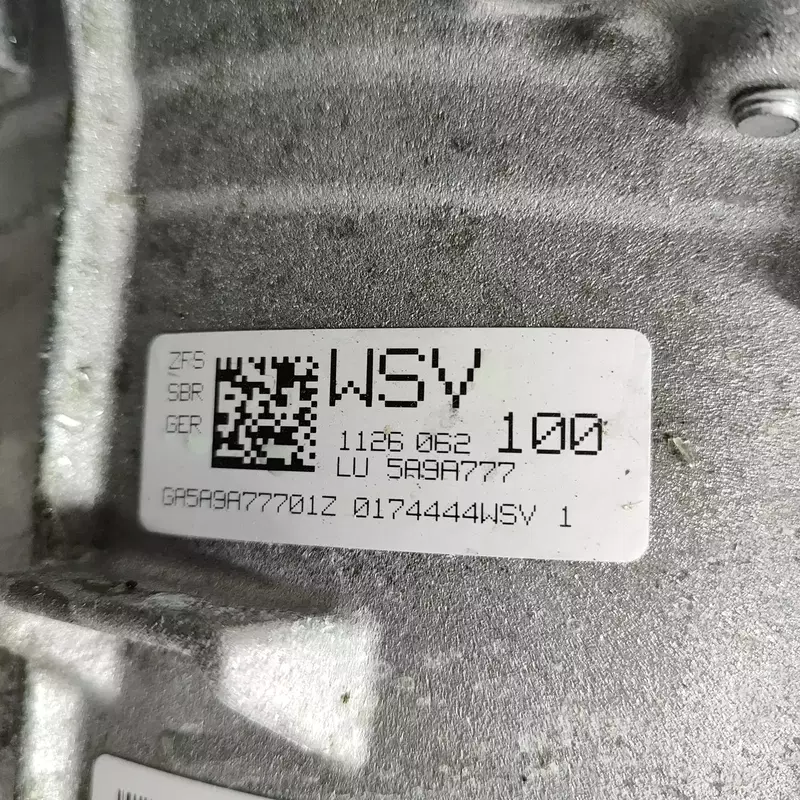 ZFS
SBR
GER
WSV
1126 062 100
LU 5A9A777
GA5A9A77701Z 0174444WSV 1